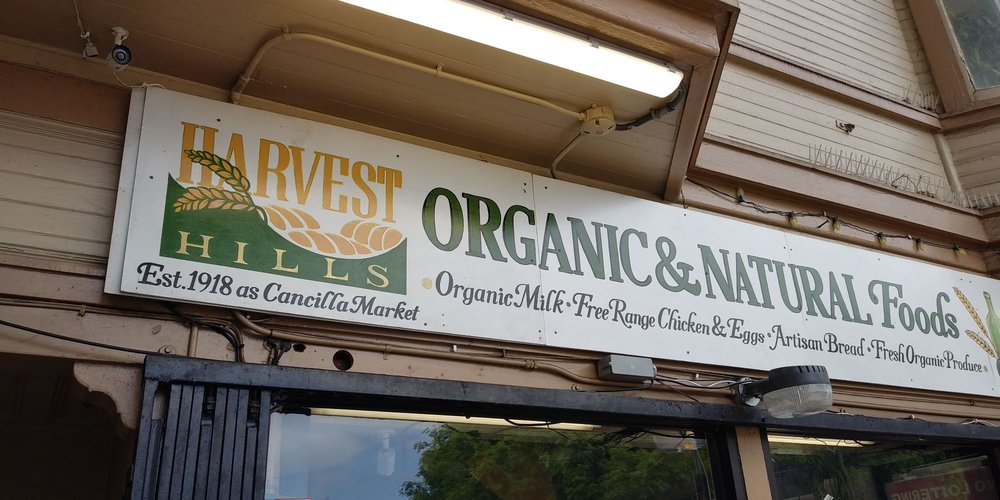 HARVEST
HILLS
Est. 1918 as Cancilla Market
ORGANIC & NATURAL Foods
• Organic Milk • Free Range Chicken & Eggs • Artisan Bread • Fresh Organic Produce •